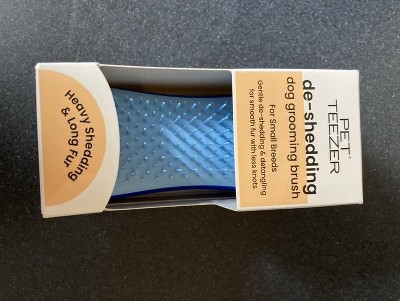 PET
TEEZER®
de-shedding
dog grooming brush
For Small Breeds
Gentle de-shedding & detangling
for smooth fur with less knots
Heavy Shedding
& Long Fur